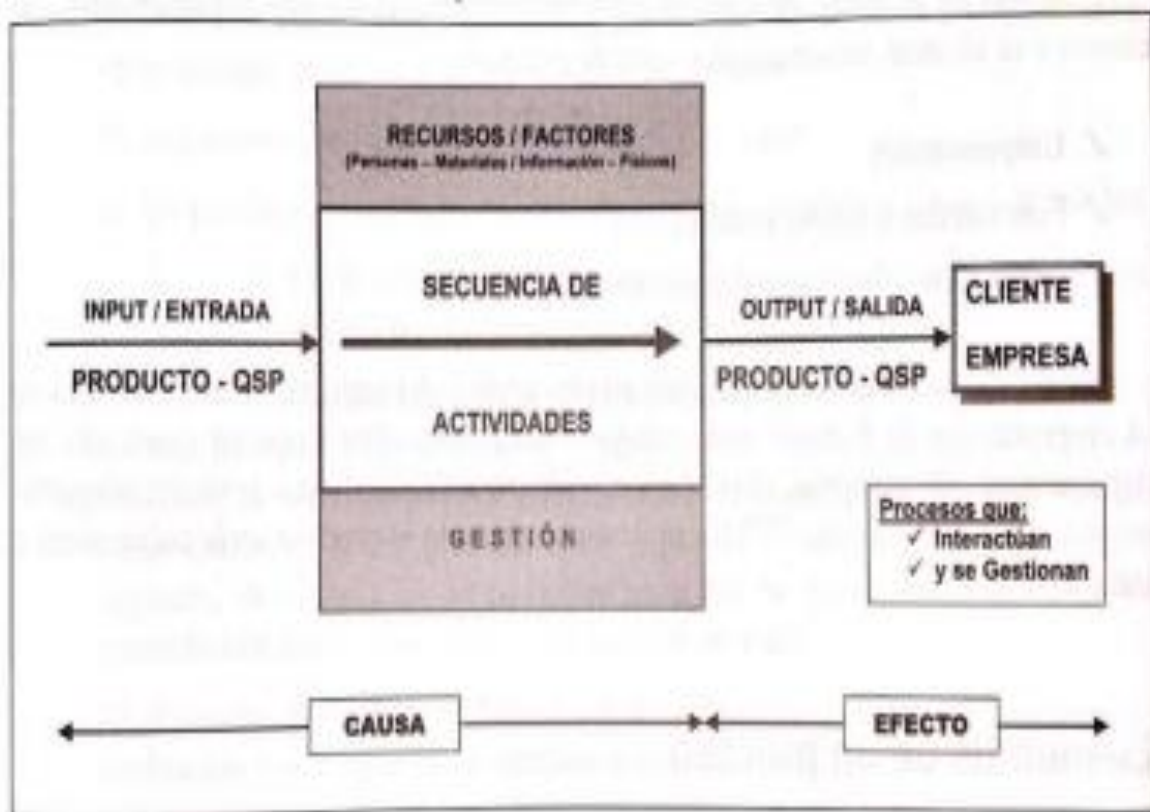 RECURSOS / FACTORES
(Personas – Materiales / Información – Físicos)
SECUENCIA DE
ACTIVIDADES
GESTIÓN
INPUT / ENTRADA
PRODUCTO - QSP
OUTPUT / SALIDA
PRODUCTO - QSP
CLIENTE
EMPRESA
Procesos que:
✓ Interactúan
✓ y se Gestionan
CAUSA
EFECTO